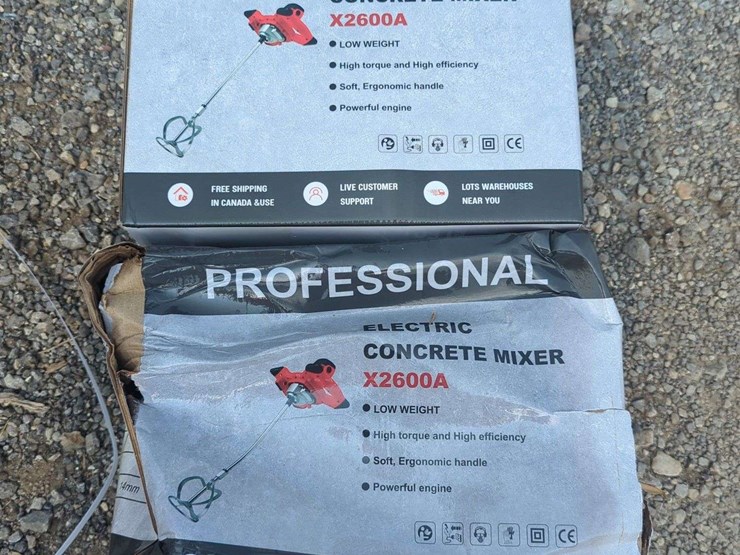 X2600A
LOW WEIGHT
High torque and High efficiency
Soft, Ergonomic handle
Powerful engine
CE
FREE SHIPPING
IN CANADA &USE
LIVE CUSTOMER
SUPPORT
LOTS WAREHOUSES
NEAR YOU
PROFESSIONAL
ELECTRIC
CONCRETE MIXER
X2600A
LOW WEIGHT
High torque and High efficiency
Soft, Ergonomic handle
Powerful engine
4mm
CE